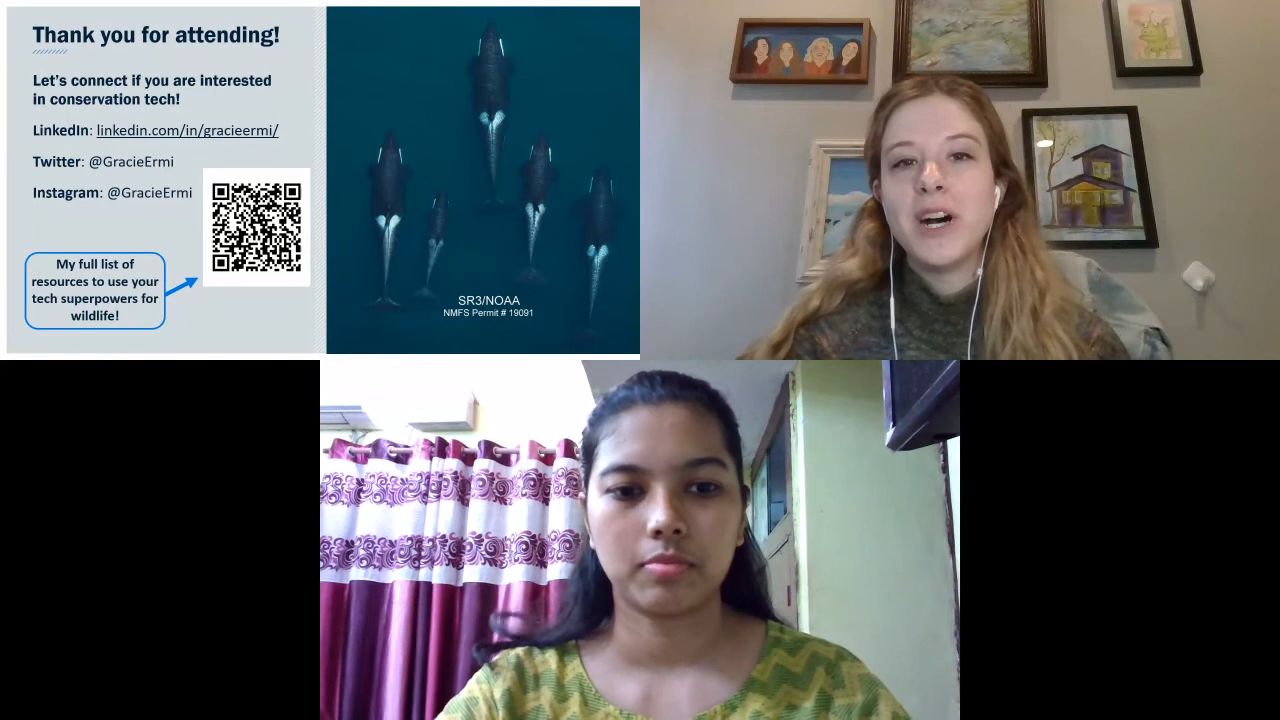 Thank you for attending!
Let's connect if you are interested
in conservation tech!
LinkedIn: linkedin.com/in/gracieermi/
Twitter: @GracieErmi
Instagram: @GracieErmi
My full list of
resources to use your
tech superpowers for
wildlife!
SR3/NOAA
NMFS Permit # 19091